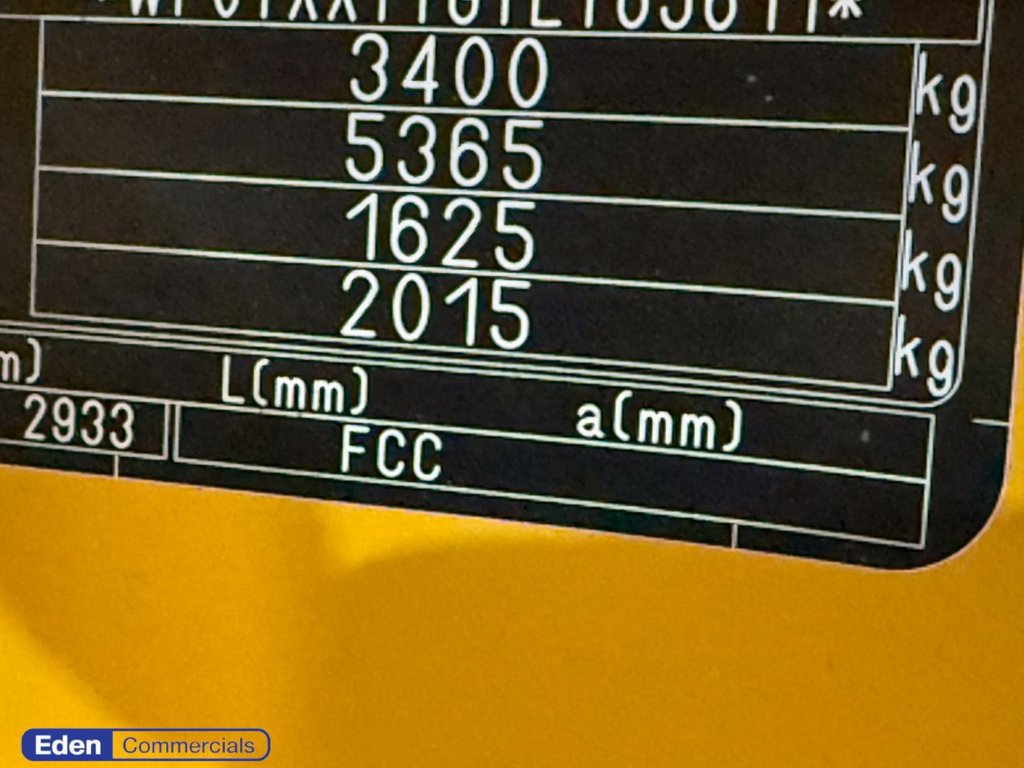 3400 kg
5365 kg
1625 kg
2015 kg
L(mm) a(mm)
2933 FCC
Eden Commercials